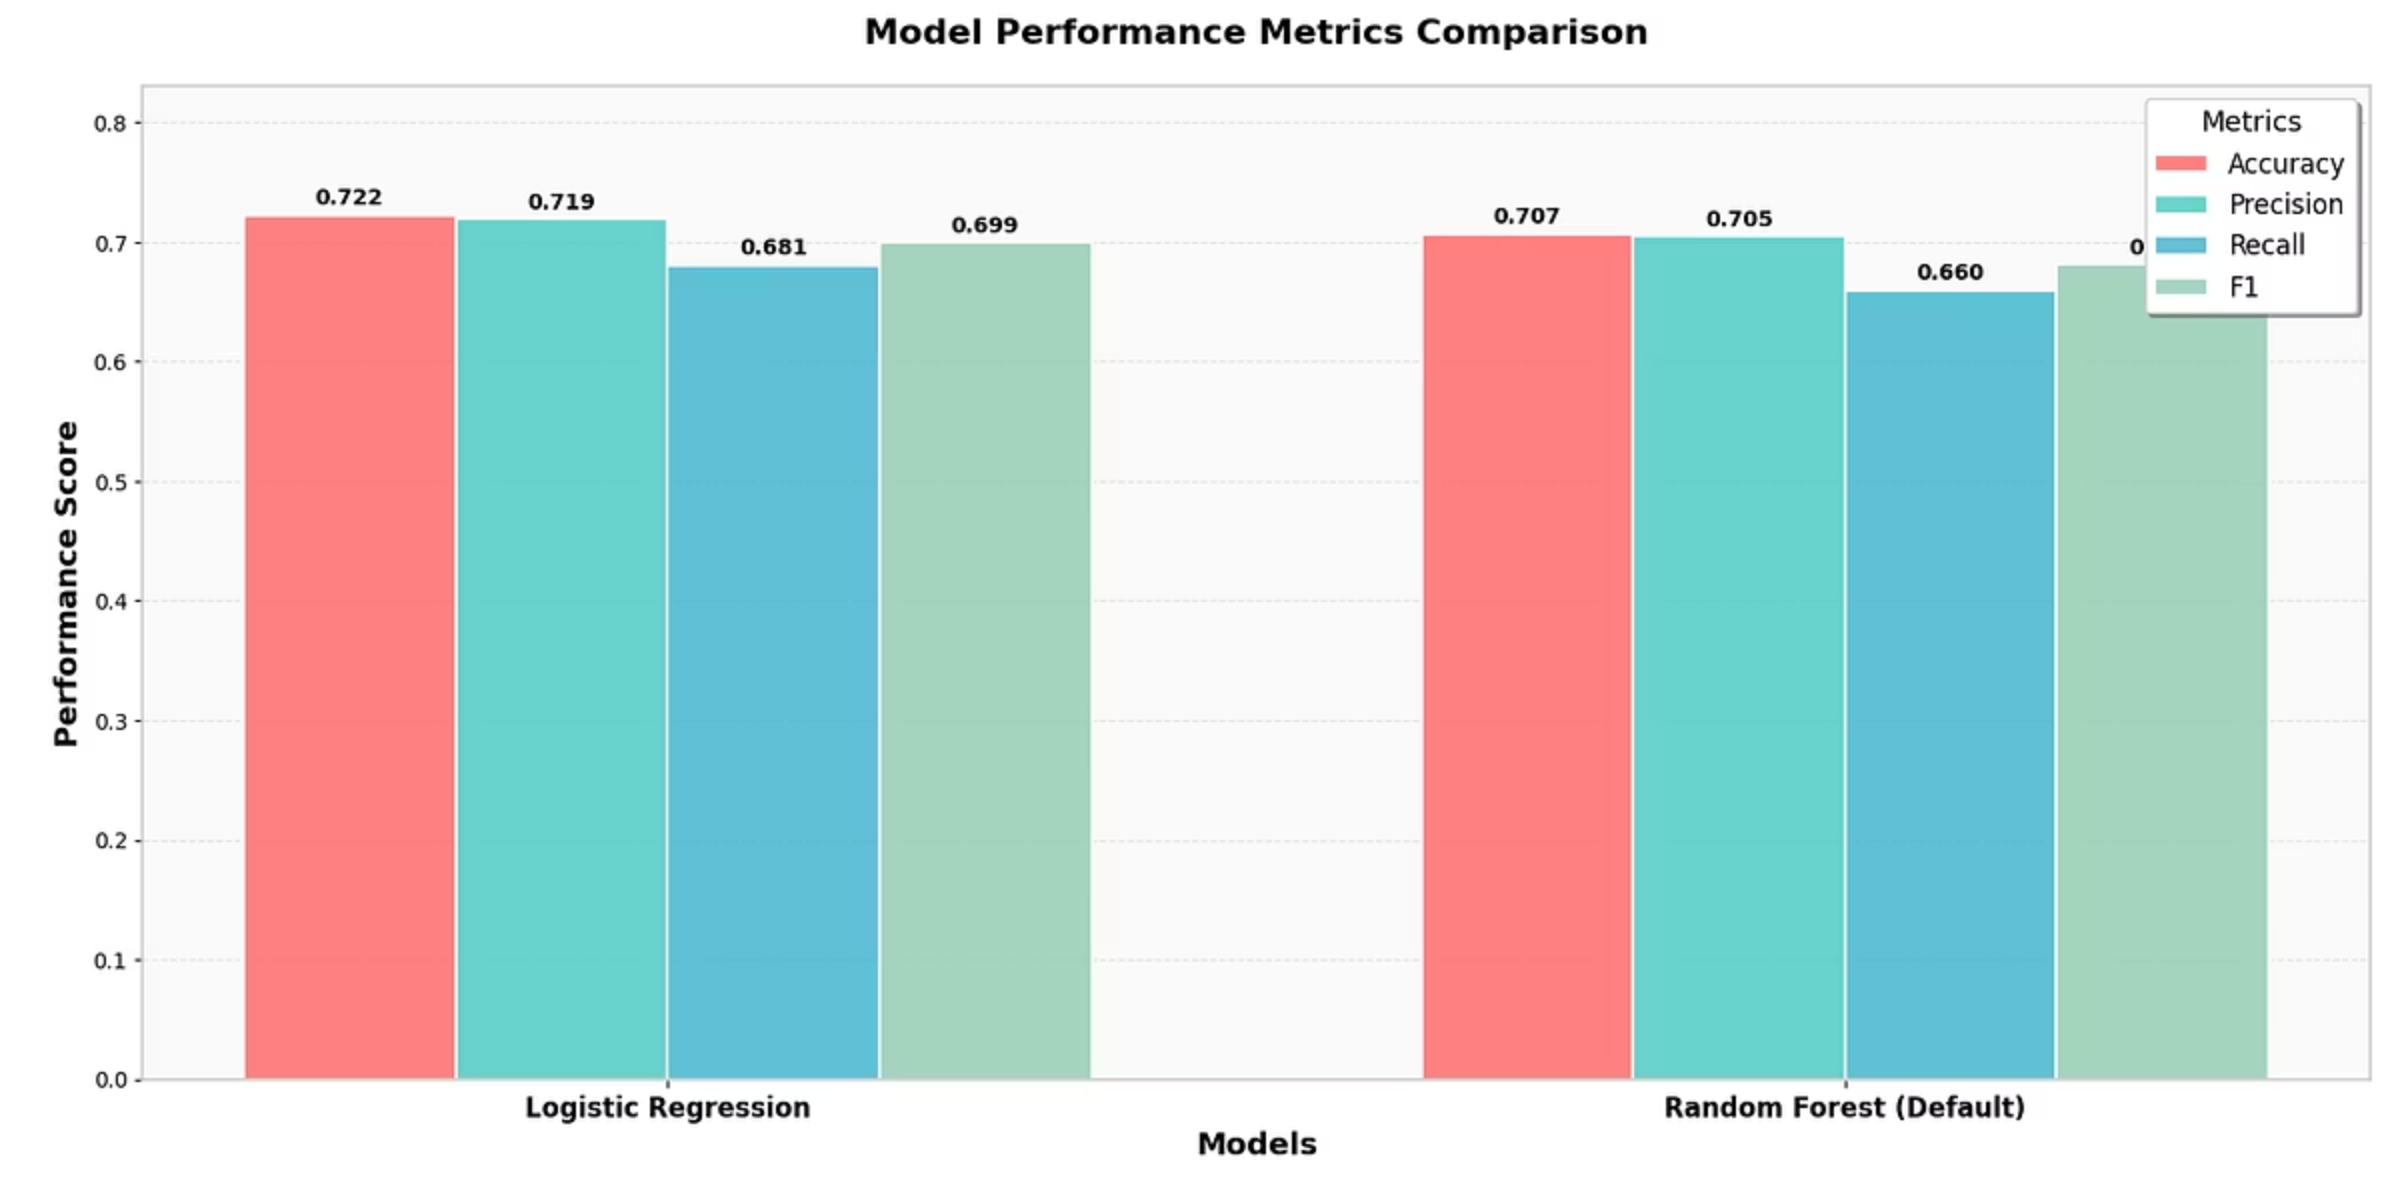 Model Performance Metrics Comparison
0.8
0.7
0.6
0.5
0.4
0.3
0.2
0.1
0.0
Performance Score
0.722
0.719
0.681
0.699
0.707
0.705
0.660
0
Metrics
Accuracy
Precision
Recall
F1
Logistic Regression
Random Forest (Default)
Models